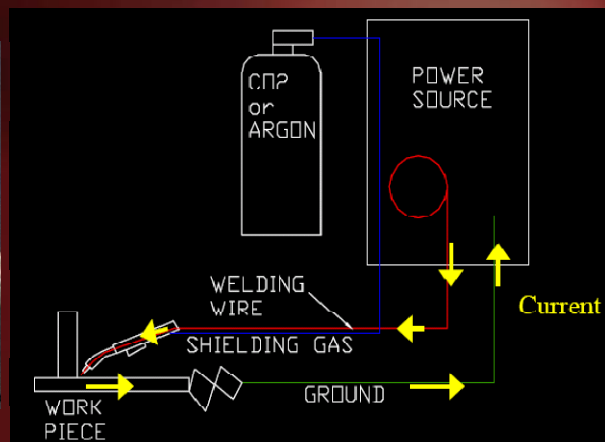 CO2
or
ARGON
POWER
SOURCE
WELDING
WIRE
Current
SHIELDING GAS
GROUND
WORK
PIECE